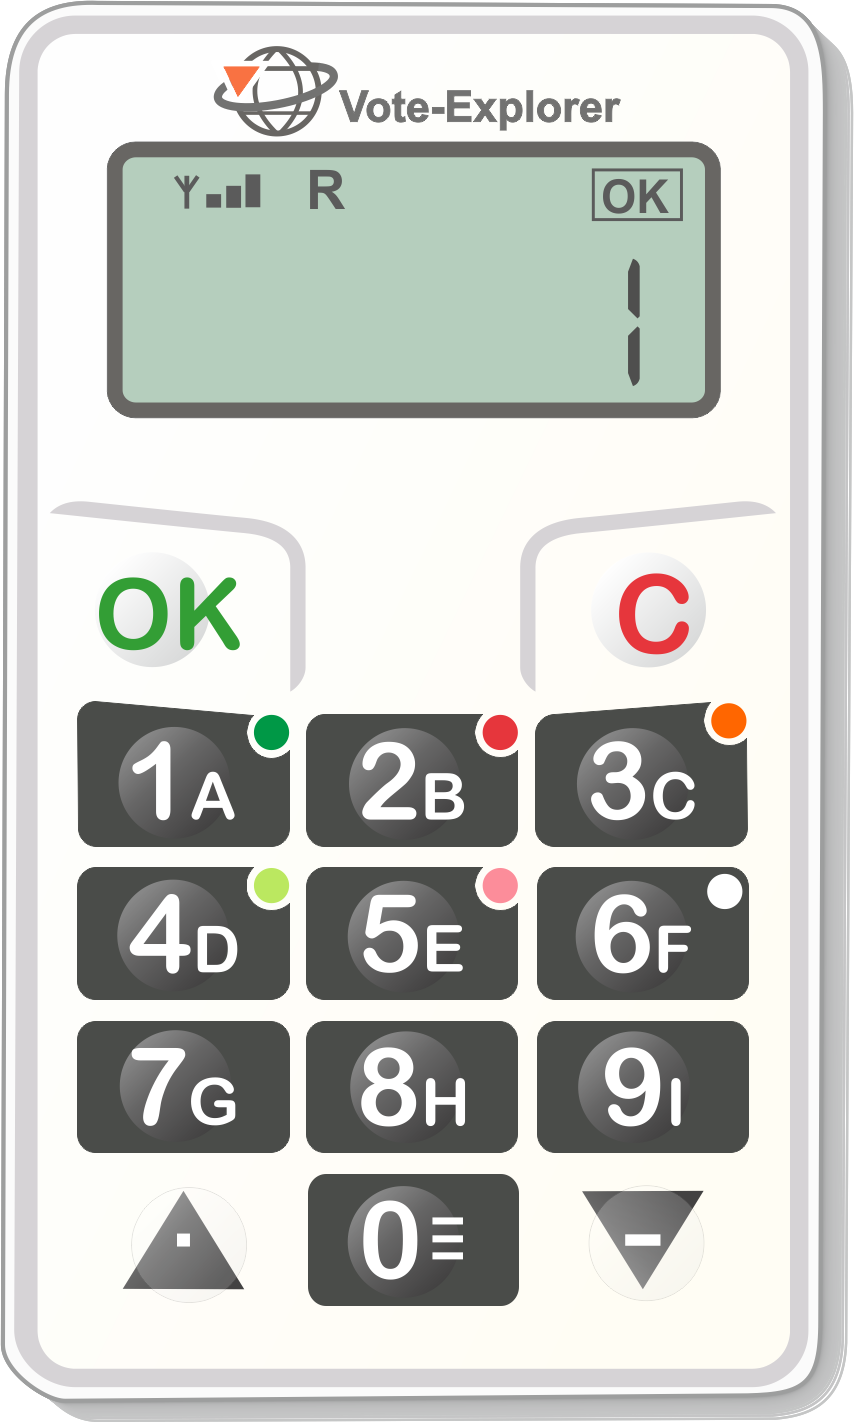 Vote-Explorer
R OK
1
OK C
1A 2B 3C
4D 5E 6F
7G 8H 9I
. 0 -